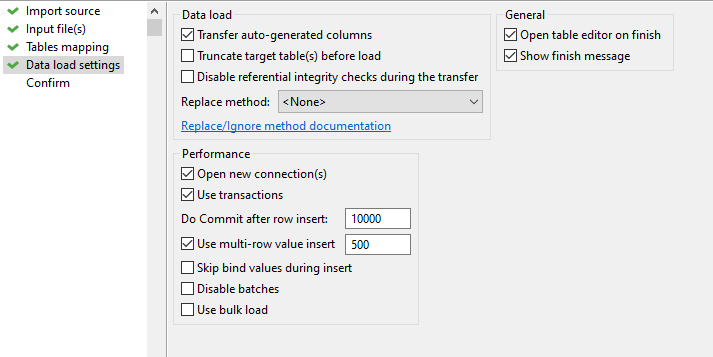 Import source
Input file(s)
Tables mapping
Data load settings
Confirm
Data load
Transfer auto-generated columns
Truncate target table(s) before load
Disable referential integrity checks during the transfer
Replace method: <None>
Replace/Ignore method documentation
Performance
Open new connection(s)
Use transactions
Do Commit after row insert: 10000
Use multi-row value insert 500
Skip bind values during insert
Disable batches
Use bulk load
General
Open table editor on finish
Show finish message